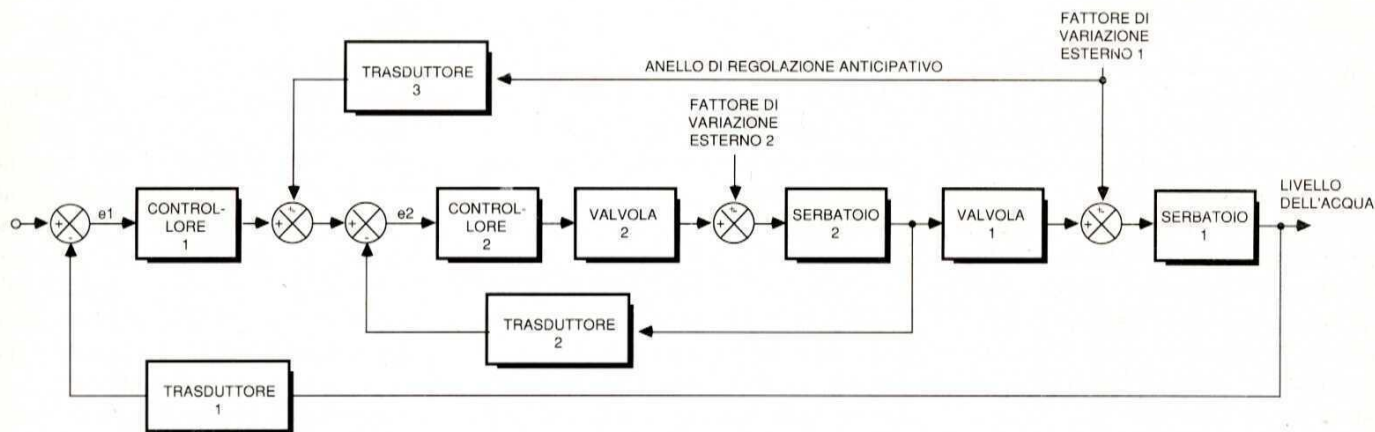 FATTORE DI
VARIAZIONE
ESTERNO 1
TRASDUTTORE
3
ANELLO DI REGOLAZIONE ANTICIPATIVO
FATTORE DI
VARIAZIONE
ESTERNO 2
LIVELLO
DELL'ACQUA
+
-
e1
CONTROL-
LORE
1
+
+
+
-
e2
CONTROL-
LORE
2
VALVOLA
2
+
+
SERBATOIO
2
VALVOLA
1
+
+
SERBATOIO
1
TRASDUTTORE
2
TRASDUTTORE
1